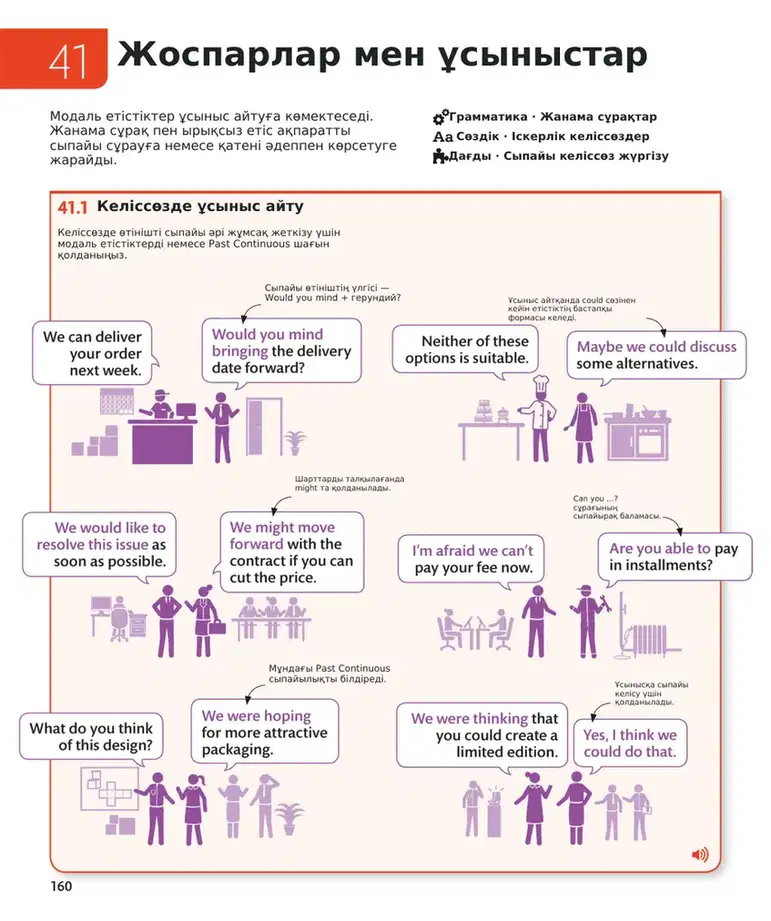 41
Жоспарлар мен ұсыныстар
Модаль етістіктер ұсыныс айтуға көмектеседі.
Жанама сұрақ пен ырықсыз етіс ақпаратты
сыпайы сұрауға немесе қатені әдеппен көрсетуге
жарайды.
Грамматика · Жанама сұрақтар
Aa Сөздік · Іскерлік келіссөздер
Дағды · Сыпайы келіссөз жүргізу
41.1 Келіссөзде ұсыныс айту
Келіссөзде өтінішті сыпайы әрі жұмсақ жеткізу үшін
модаль етістіктерді немесе Past Continuous шағын
қолданыңыз.
Сыпайы өтініштің үлгісі —
Would you mind + герундий?
We can deliver
your order
next week.
Would you mind
bringing the delivery
date forward?
Ұсыныс айтқанда could сөзінен
кейін етістіктің бастапқы
формасы келеді.
Neither of these
options is suitable.
Maybe we could discuss
some alternatives.
Шарттарды талқылағанда
might та қолданылады.
We would like to
resolve this issue as
soon as possible.
We might move
forward with the
contract if you can
cut the price.
Can you ...?
сұрағының
сыпайырақ баламасы.
I'm afraid we can't
pay your fee now.
Are you able to pay
in installments?
Мұндағы Past Continuous
сыпайылықты білдіреді.
What do you think
of this design?
We were hoping
for more attractive
packaging.
Ұсынысқа сыпайы
келісу үшін
қолданылады.
We were thinking that
you could create a
limited edition.
Yes, I think we
could do that.
160